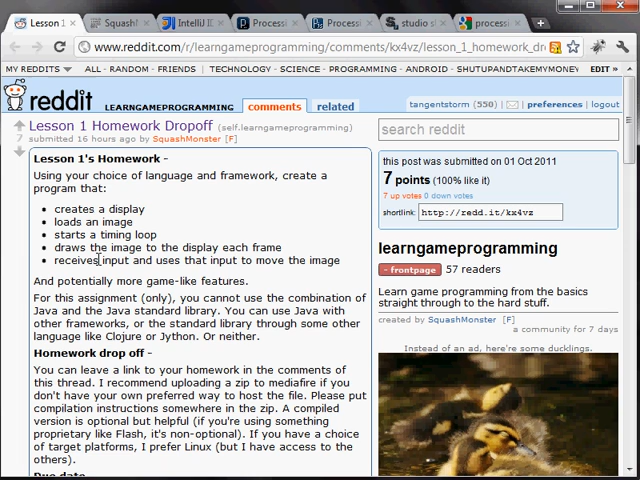 Lesson 1
SquashM
IntelliJ ID
Processi
Processi
studio st
process
www.reddit.com/r/learngameprogramming/comments/kx4vz/lesson_1_homework_dr
MY REDDITS ALL - RANDOM - FRIENDS | TECHNOLOGY - SCIENCE - PROGRAMMING - ANDROID - SHUTUPANDTAKEMYMONEY EDIT »
reddit LEARNGAMEPROGRAMMING comments related
tangentstorm (550) | | preferences | logout
7
Lesson 1 Homework Dropoff (self.learngameprogramming)
submitted 16 hours ago by SquashMonster [F]
Lesson 1's Homework -
Using your choice of language and framework, create a
program that:
• creates a display
• loads an image
• starts a timing loop
• draws the image to the display each frame
• receives input and uses that input to move the image
And potentially more game-like features.
For this assignment (only), you cannot use the combination of
Java and the Java standard library. You can use Java with
other frameworks, or the standard library through some other
language like Clojure or Jython. Or neither.
Homework drop off -
You can leave a link to your homework in the comments of
this thread. I recommend uploading a zip to mediafire if you
don't have your own preferred way to host the file. Please put
compilation instructions somewhere in the zip. A compiled
version is optional but helpful (if you're using something
proprietary like Flash, it's non-optional). If you have a choice
of target platforms, I prefer Linux (but I have access to the
others).
Due date
search reddit
this post was submitted on 01 Oct 2011
7 points (100% like it)
7 up votes 0 down votes
shortlink: http://redd.it/kx4vz
learngameprogramming
- frontpage 57 readers
Learn game programming from the basics
straight through to the hard stuff.
created by SquashMonster [F]
a community for 7 days
Instead of an ad, here're some ducklings.